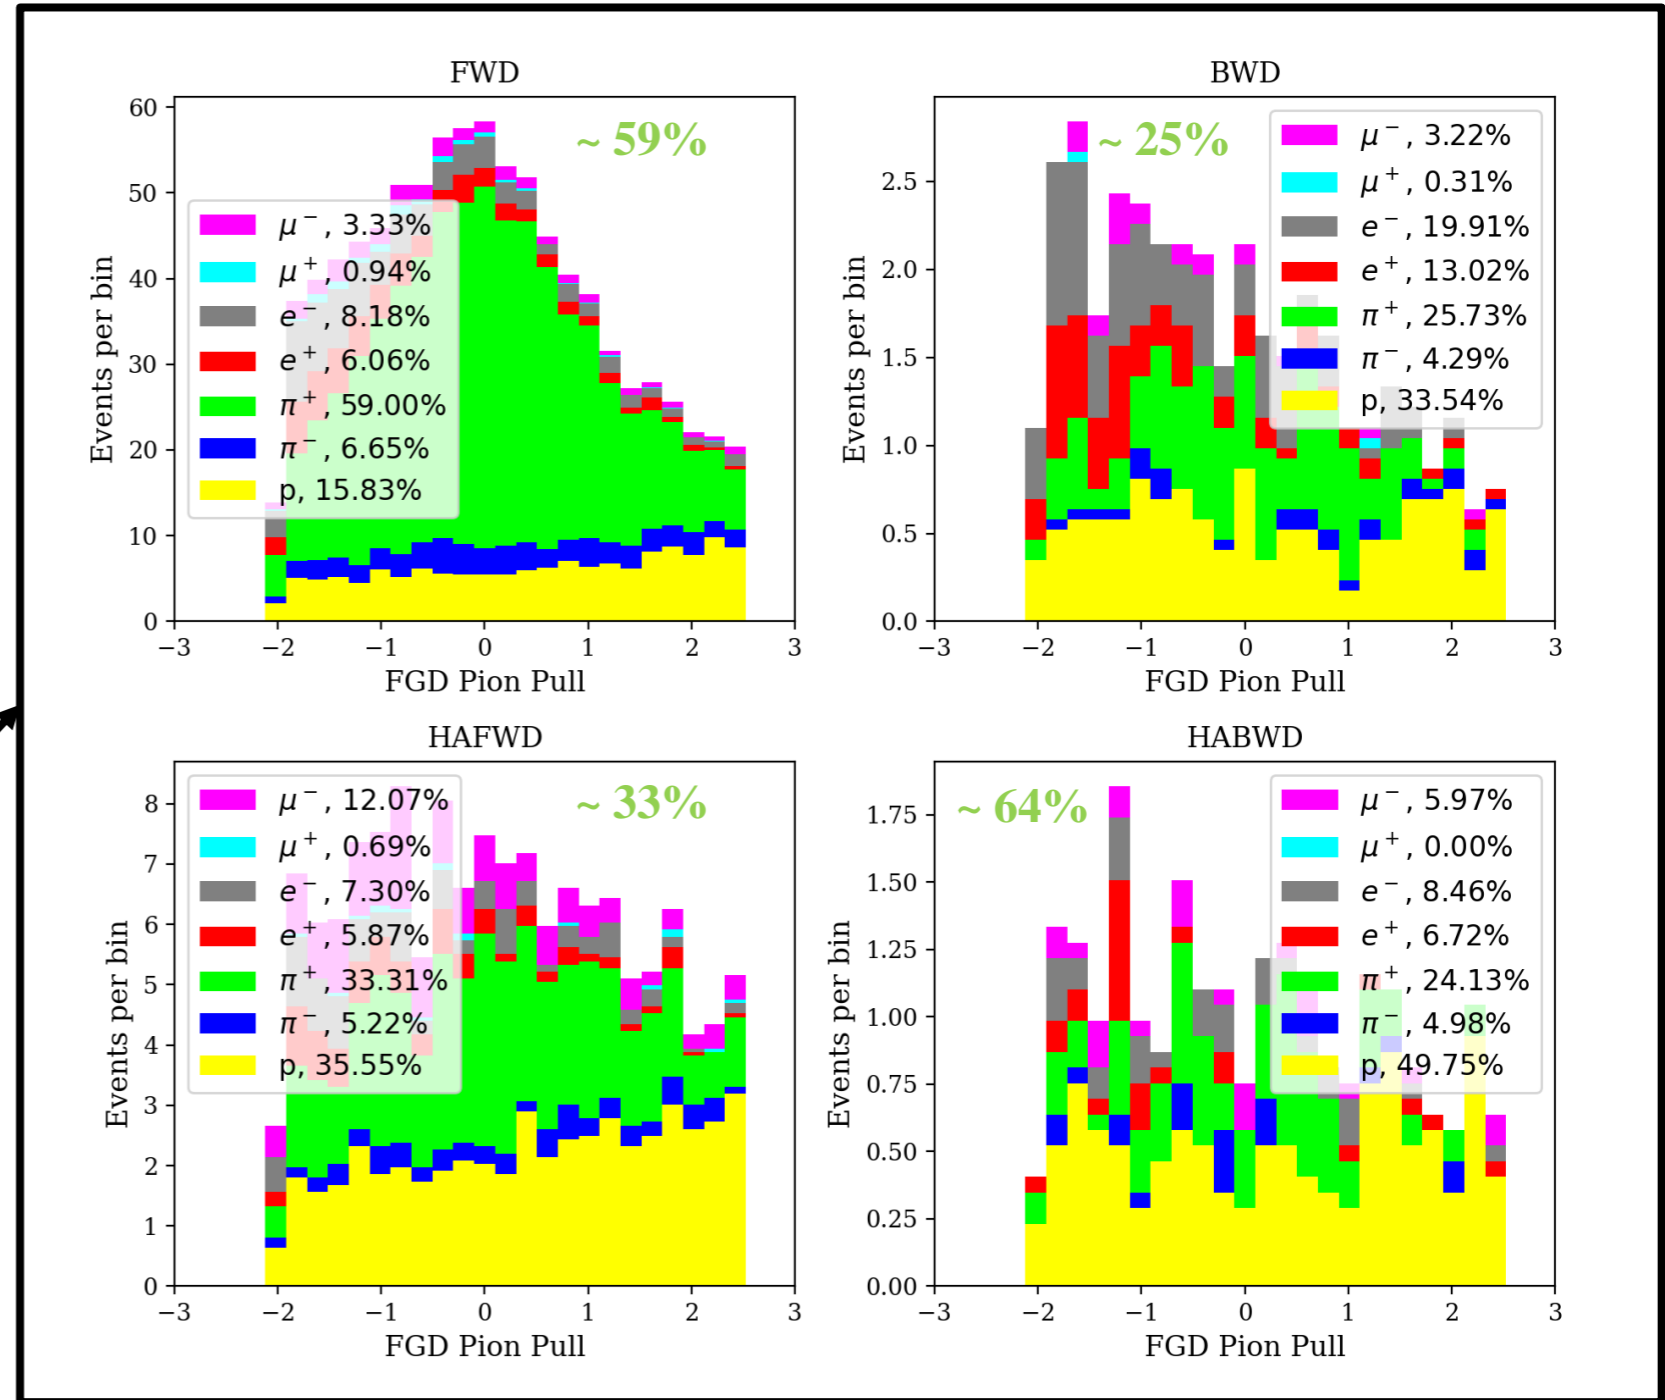 FWD
~ 59%
Events per bin
60
50
40
30
20
10
0
μ⁻, 3.33%
μ⁺, 0.94%
e⁻, 8.18%
e⁺, 6.06%
π⁺, 59.00%
π⁻, 6.65%
p, 15.83%
−3 −2 −1 0 1 2 3
FGD Pion Pull
BWD
~ 25%
Events per bin
2.5
2.0
1.5
1.0
0.5
0.0
μ⁻, 3.22%
μ⁺, 0.31%
e⁻, 19.91%
e⁺, 13.02%
π⁺, 25.73%
π⁻, 4.29%
p, 33.54%
−3 −2 −1 0 1 2 3
FGD Pion Pull
HAFWD
~ 33%
Events per bin
8
7
6
5
4
3
2
1
0
μ⁻, 12.07%
μ⁺, 0.69%
e⁻, 7.30%
e⁺, 5.87%
π⁺, 33.31%
π⁻, 5.22%
p, 35.55%
−3 −2 −1 0 1 2 3
FGD Pion Pull
HABWD
~ 64%
Events per bin
1.75
1.50
1.25
1.00
0.75
0.50
0.25
0.00
μ⁻, 5.97%
μ⁺, 0.00%
e⁻, 8.46%
e⁺, 6.72%
π⁺, 24.13%
π⁻, 4.98%
p, 49.75%
−3 −2 −1 0 1 2 3
FGD Pion Pull